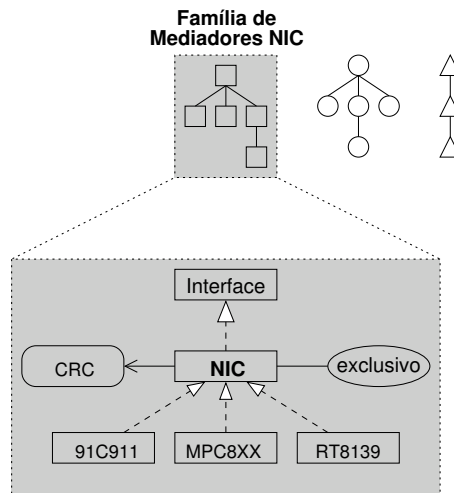 Família de
Mediadores NIC
Interface
CRC
NIC
exclusivo
91C911
MPC8XX
RT8139